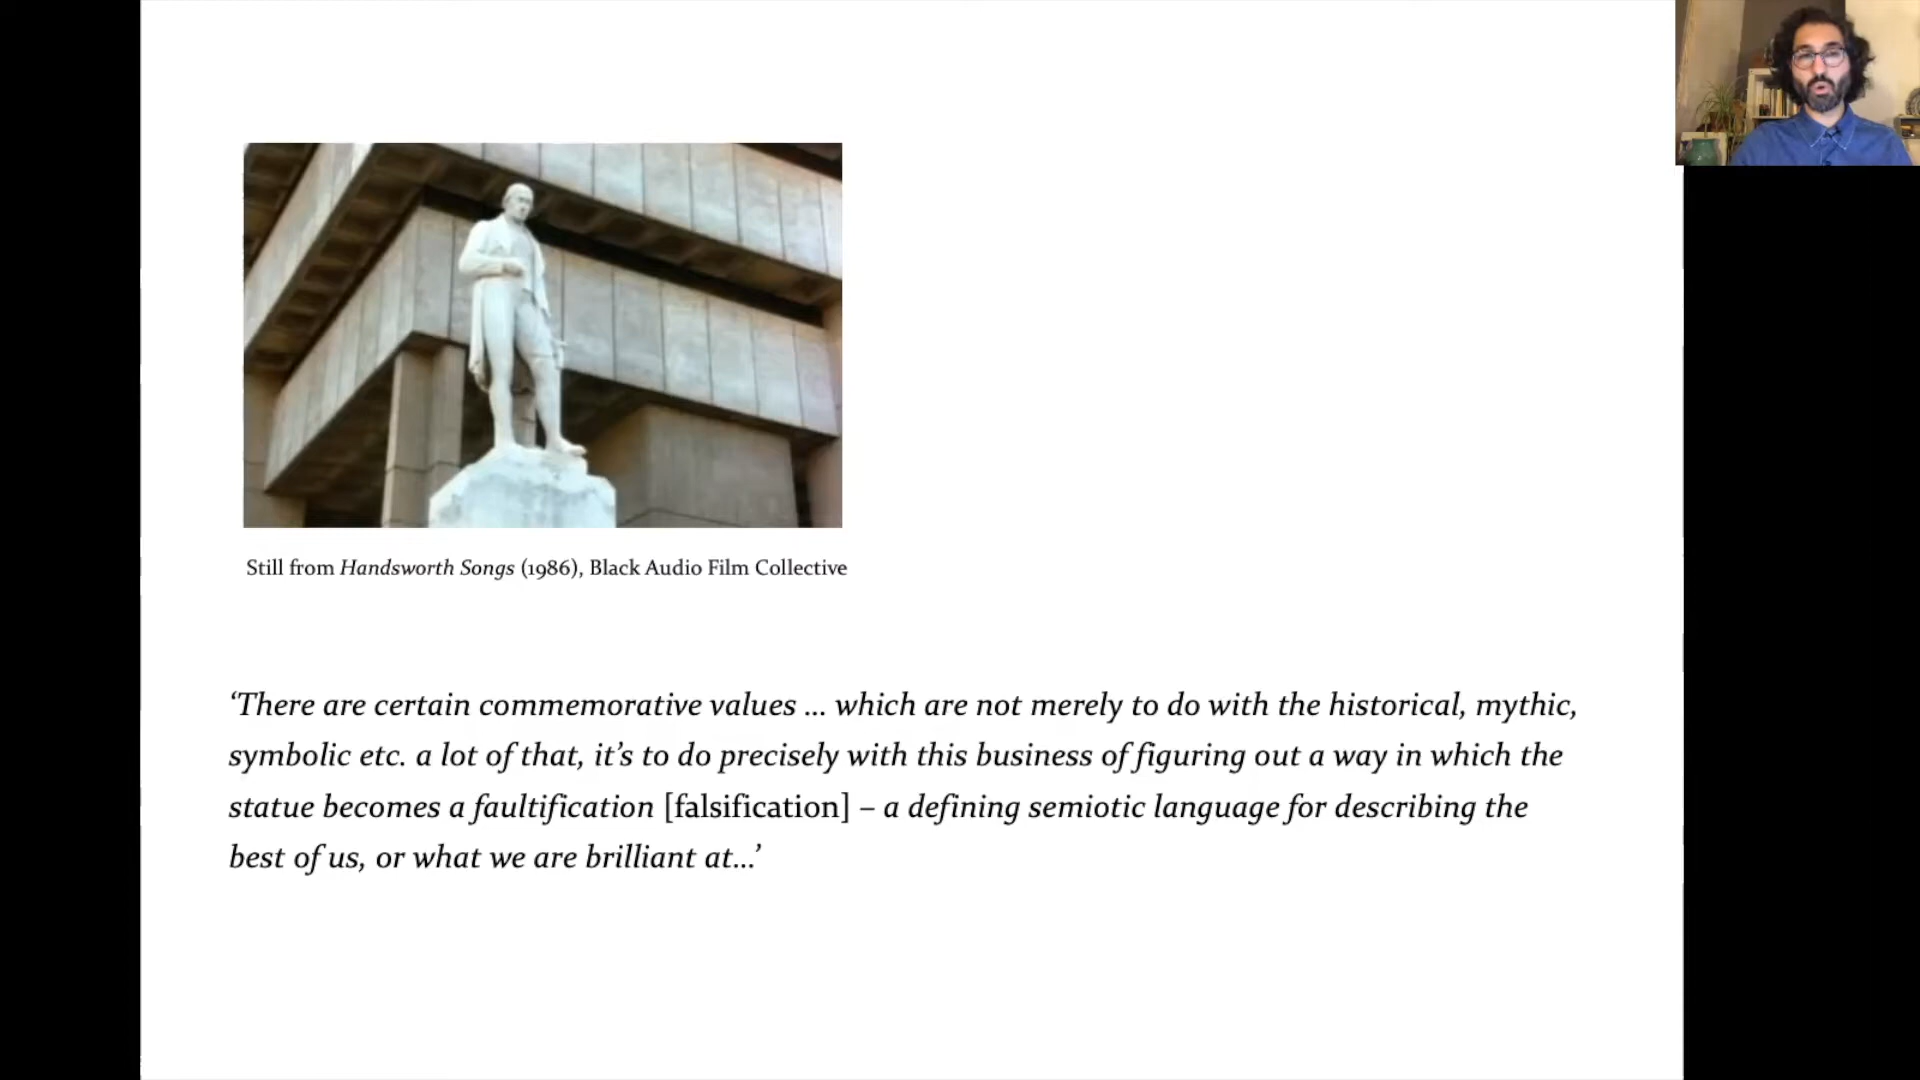 Still from Handsworth Songs (1986), Black Audio Film Collective
‘There are certain commemorative values ... which are not merely to do with the historical, mythic,
symbolic etc. a lot of that, it’s to do precisely with this business of figuring out a way in which the
statue becomes a faultification [falsification] – a defining semiotic language for describing the
best of us, or what we are brilliant at...’